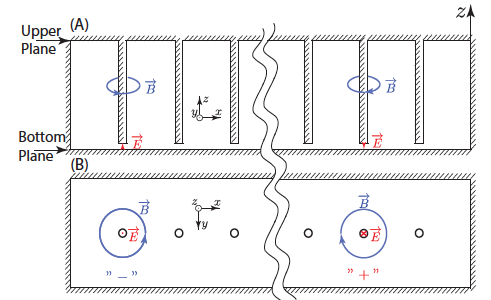 (A)
z
Upper
Plane
B
B
z
y x
E
E
Bottom
Plane
(B)
z x
y
B
B
E
E
" − "
" + "